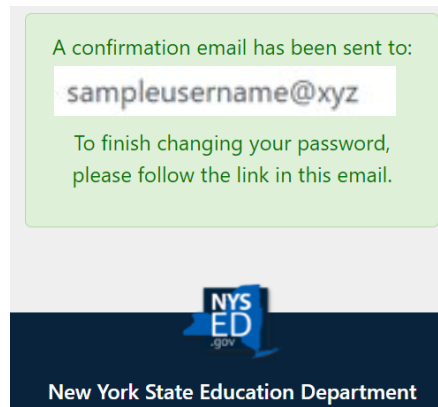 A confirmation email has been sent to:
sampleusername@xyz
To finish changing your password,
please follow the link in this email.
NYS
ED
.gov
New York State Education Department